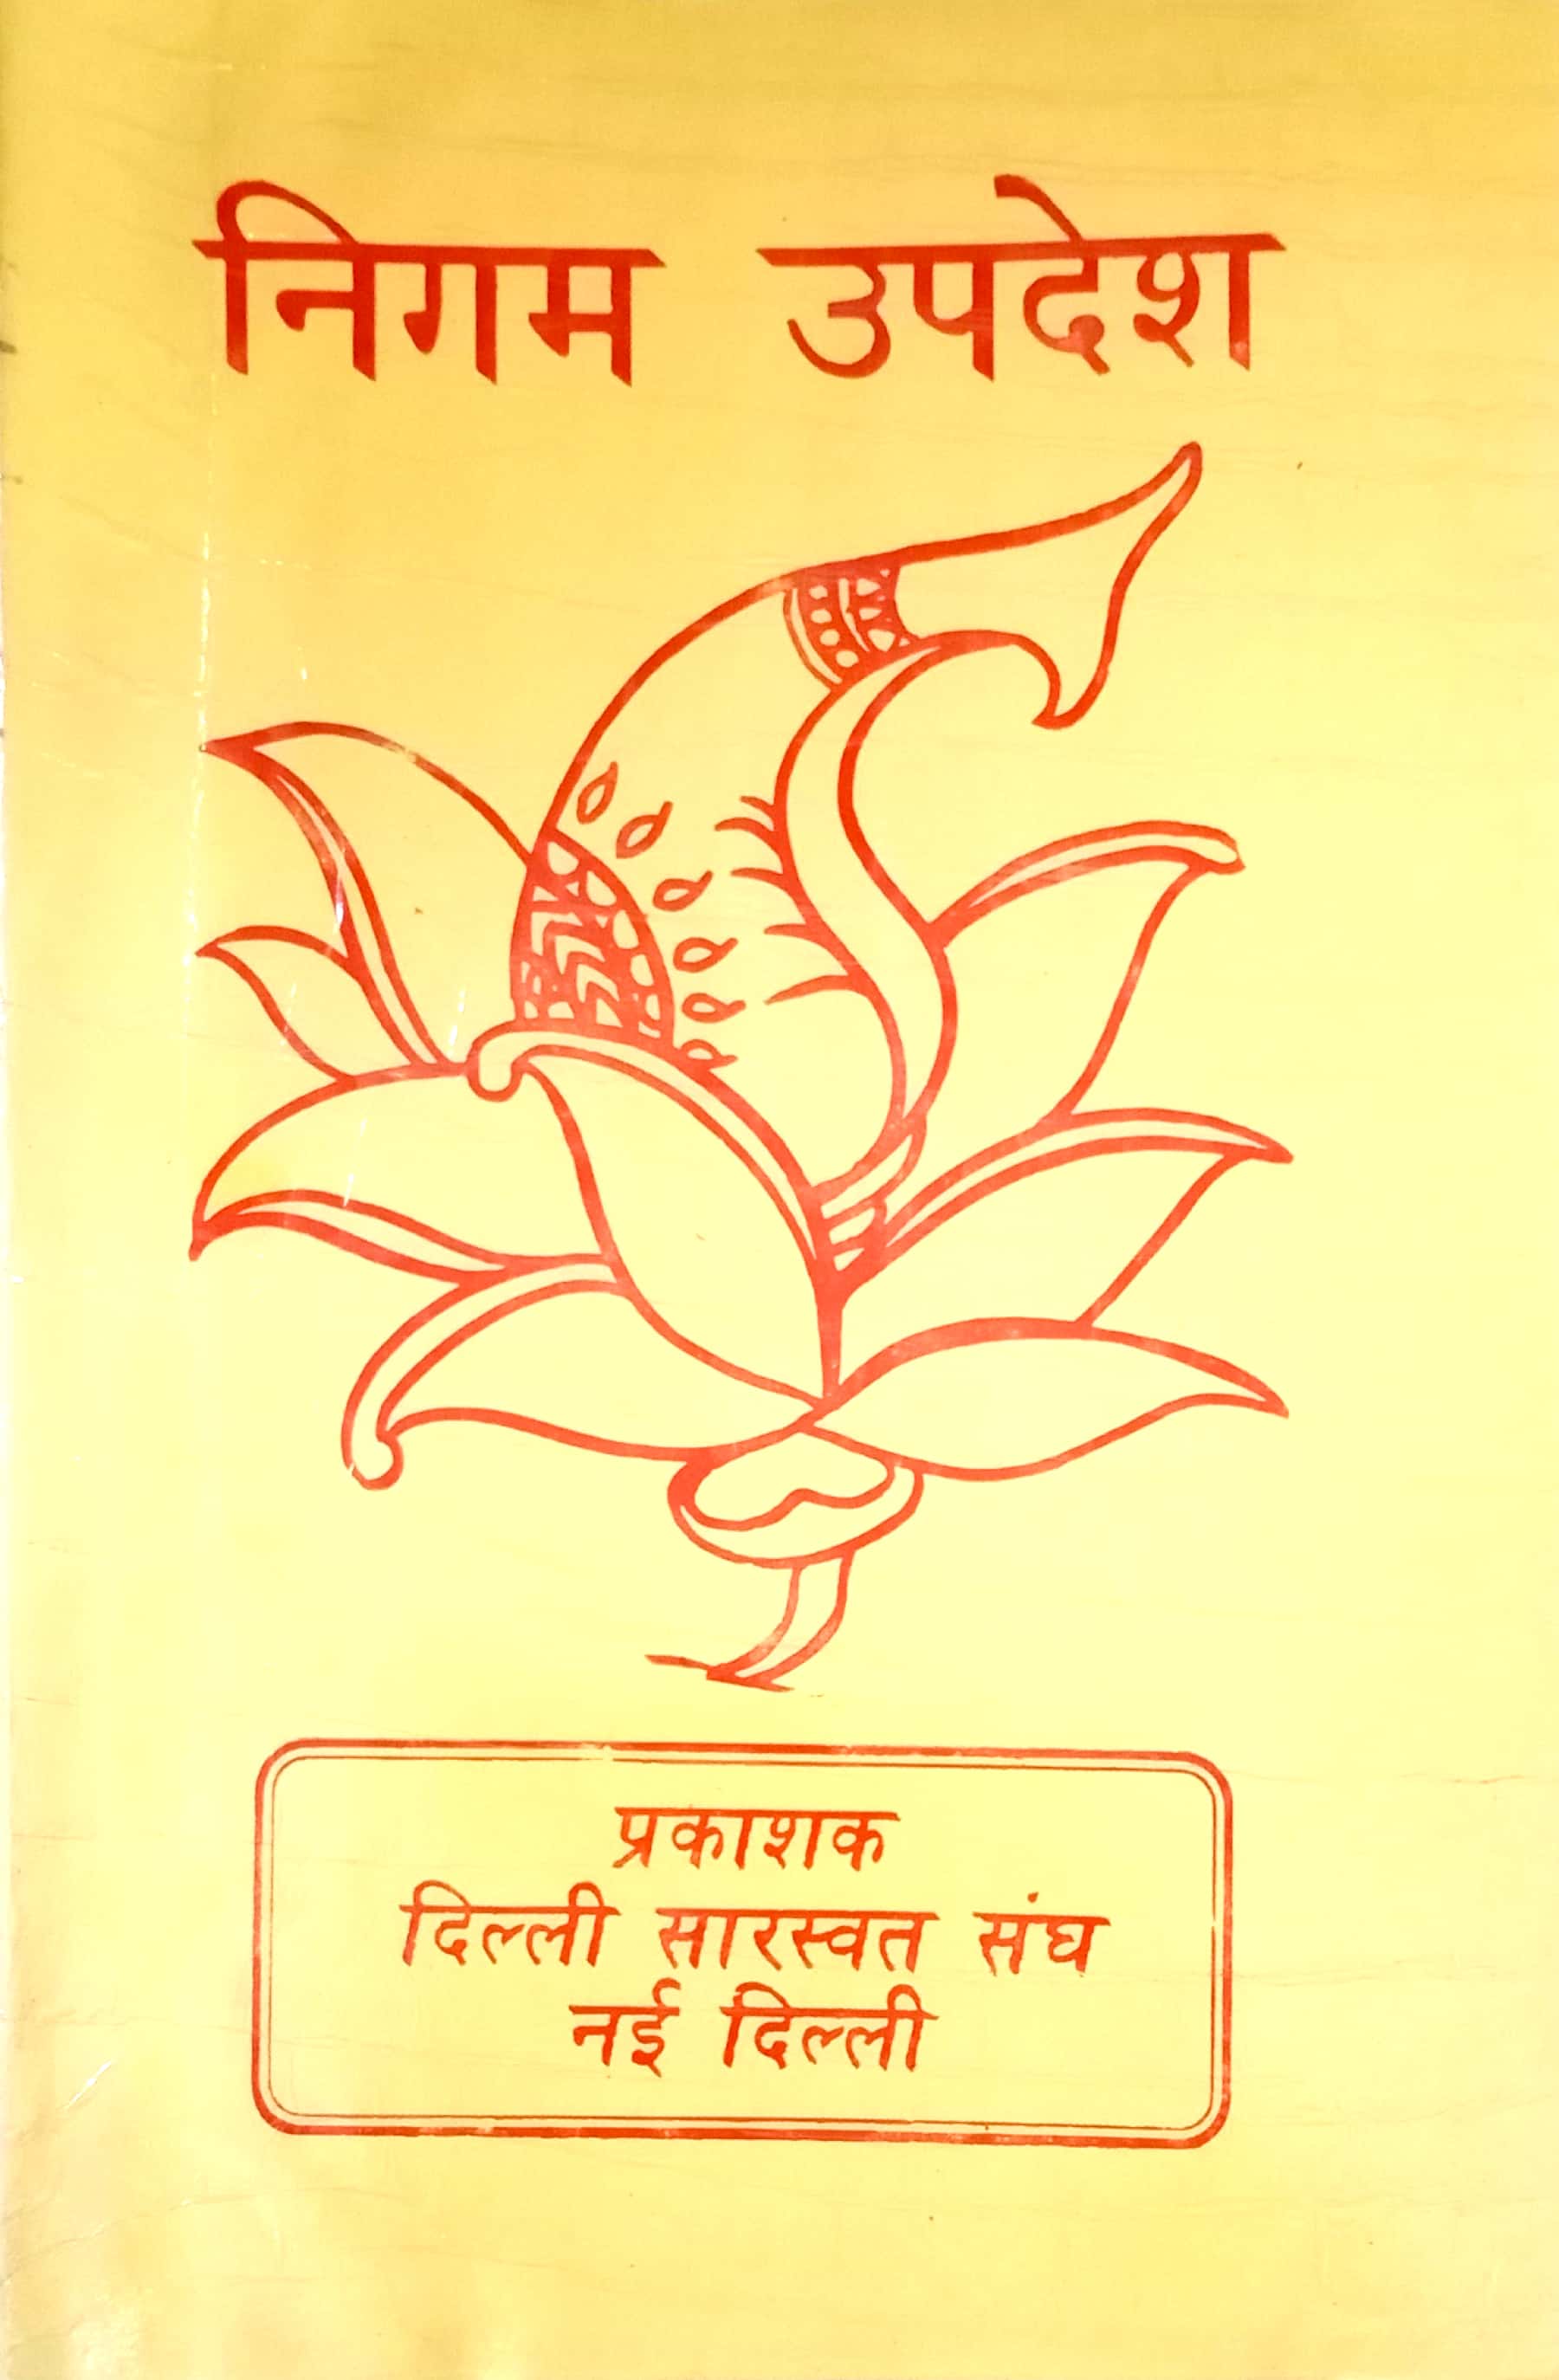 निगम उपदेश
प्रकाशक
दिल्ली सारस्वत संघ
नई दिल्ली